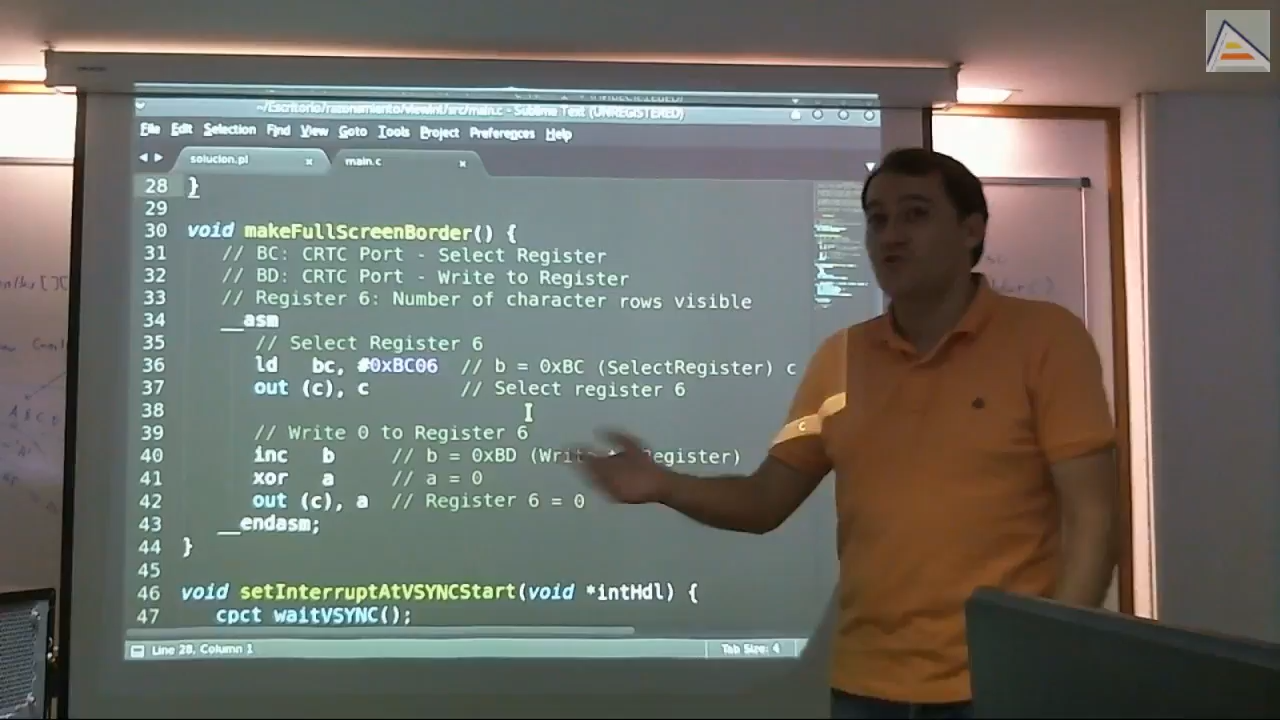 ~/Escritorio/razonamiento/viewint/src/main.c - Sublime Text (UNREGISTERED)
File Edit Selection Find View Goto Tools Project Preferences Help
solucion.pl x main.c x
28 }
29
30 void makeFullScreenBorder() {
31 // BC: CRTC Port - Select Register
32 // BD: CRTC Port - Write to Register
33 // Register 6: Number of character rows visible
34 __asm
35 // Select Register 6
36 ld bc, #0xBC06 // b = 0xBC (SelectRegister) c
37 out (c), c // Select register 6
38
39 // Write 0 to Register 6
40 inc b // b = 0xBD (Write to Register)
41 xor a // a = 0
42 out (c), a // Register 6 = 0
43 __endasm;
44 }
45
46 void setInterruptAtVSYNCStart(void *intHdl) {
47 cpct_waitVSYNC();
Line 28, Column 1 Tab Size: 4